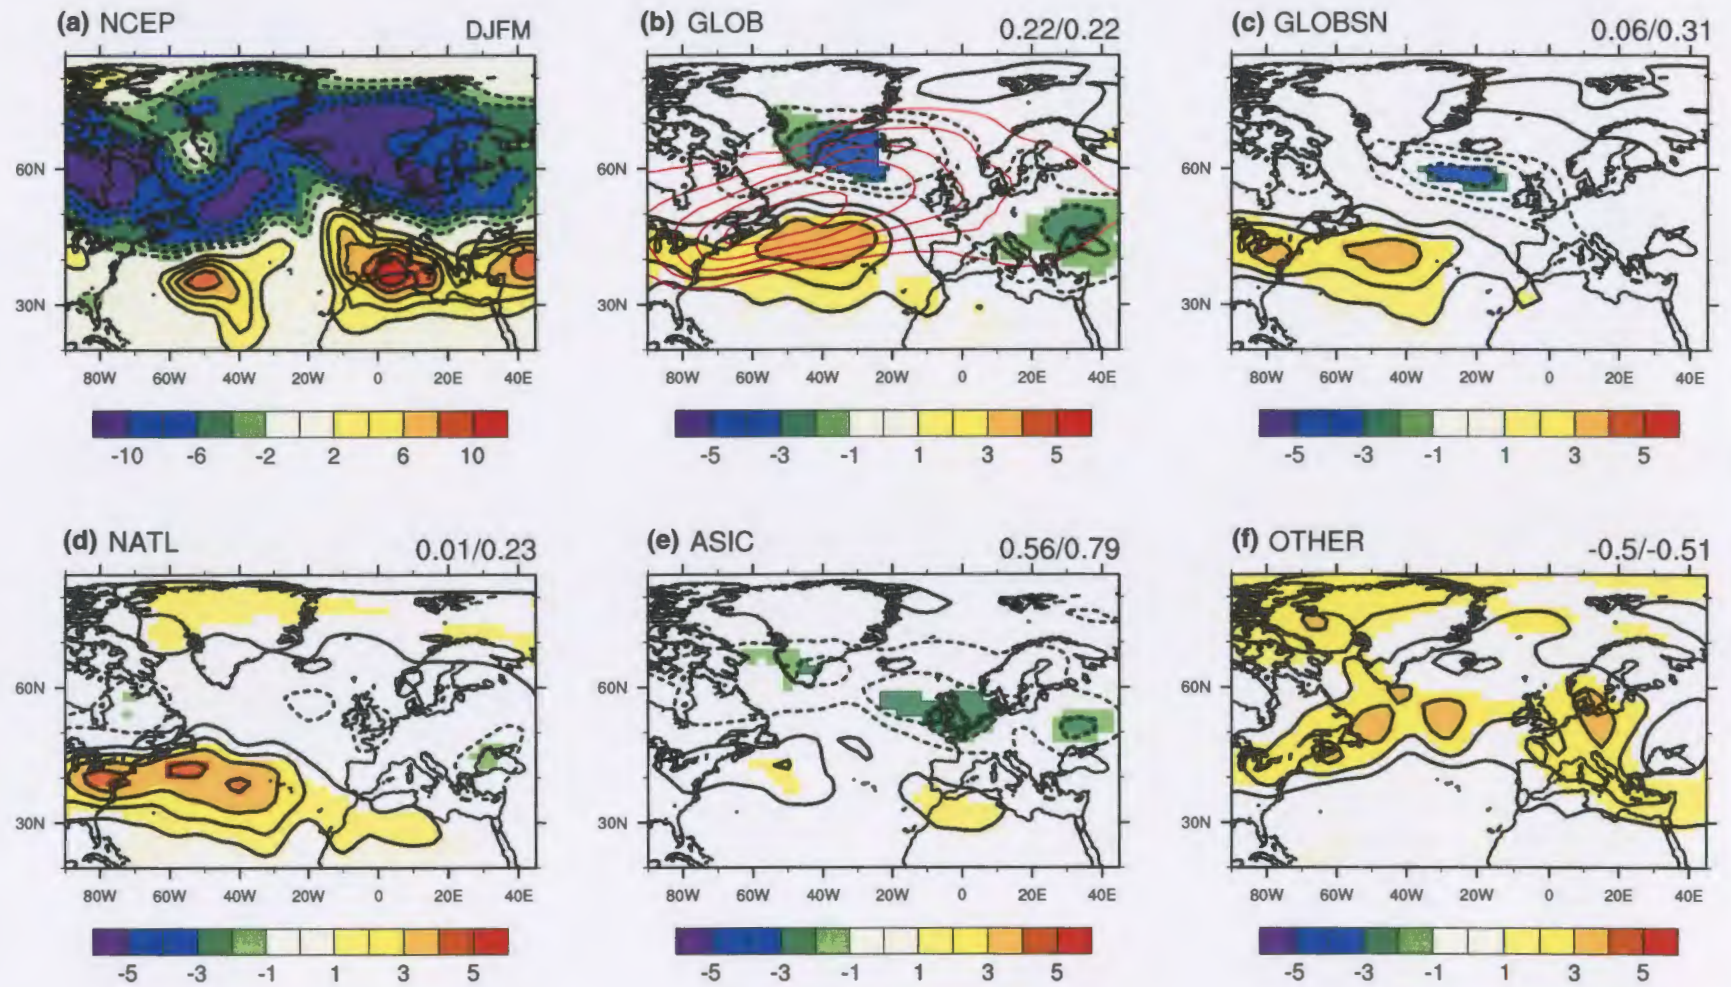 (a) NCEP DJFM
(b) GLOB 0.22/0.22
(c) GLOBSN 0.06/0.31
60N
30N
80W 60W 40W 20W 0 20E 40E
-10 -6 -2 2 6 10
60N
30N
80W 60W 40W 20W 0 20E 40E
-5 -3 -1 1 3 5
60N
30N
80W 60W 40W 20W 0 20E 40E
-5 -3 -1 1 3 5
(d) NATL 0.01/0.23
(e) ASIC 0.56/0.79
(f) OTHER -0.5/-0.51
60N
30N
80W 60W 40W 20W 0 20E 40E
-5 -3 -1 1 3 5
60N
30N
80W 60W 40W 20W 0 20E 40E
-5 -3 -1 1 3 5
60N
30N
80W 60W 40W 20W 0 20E 40E
-5 -3 -1 1 3 5